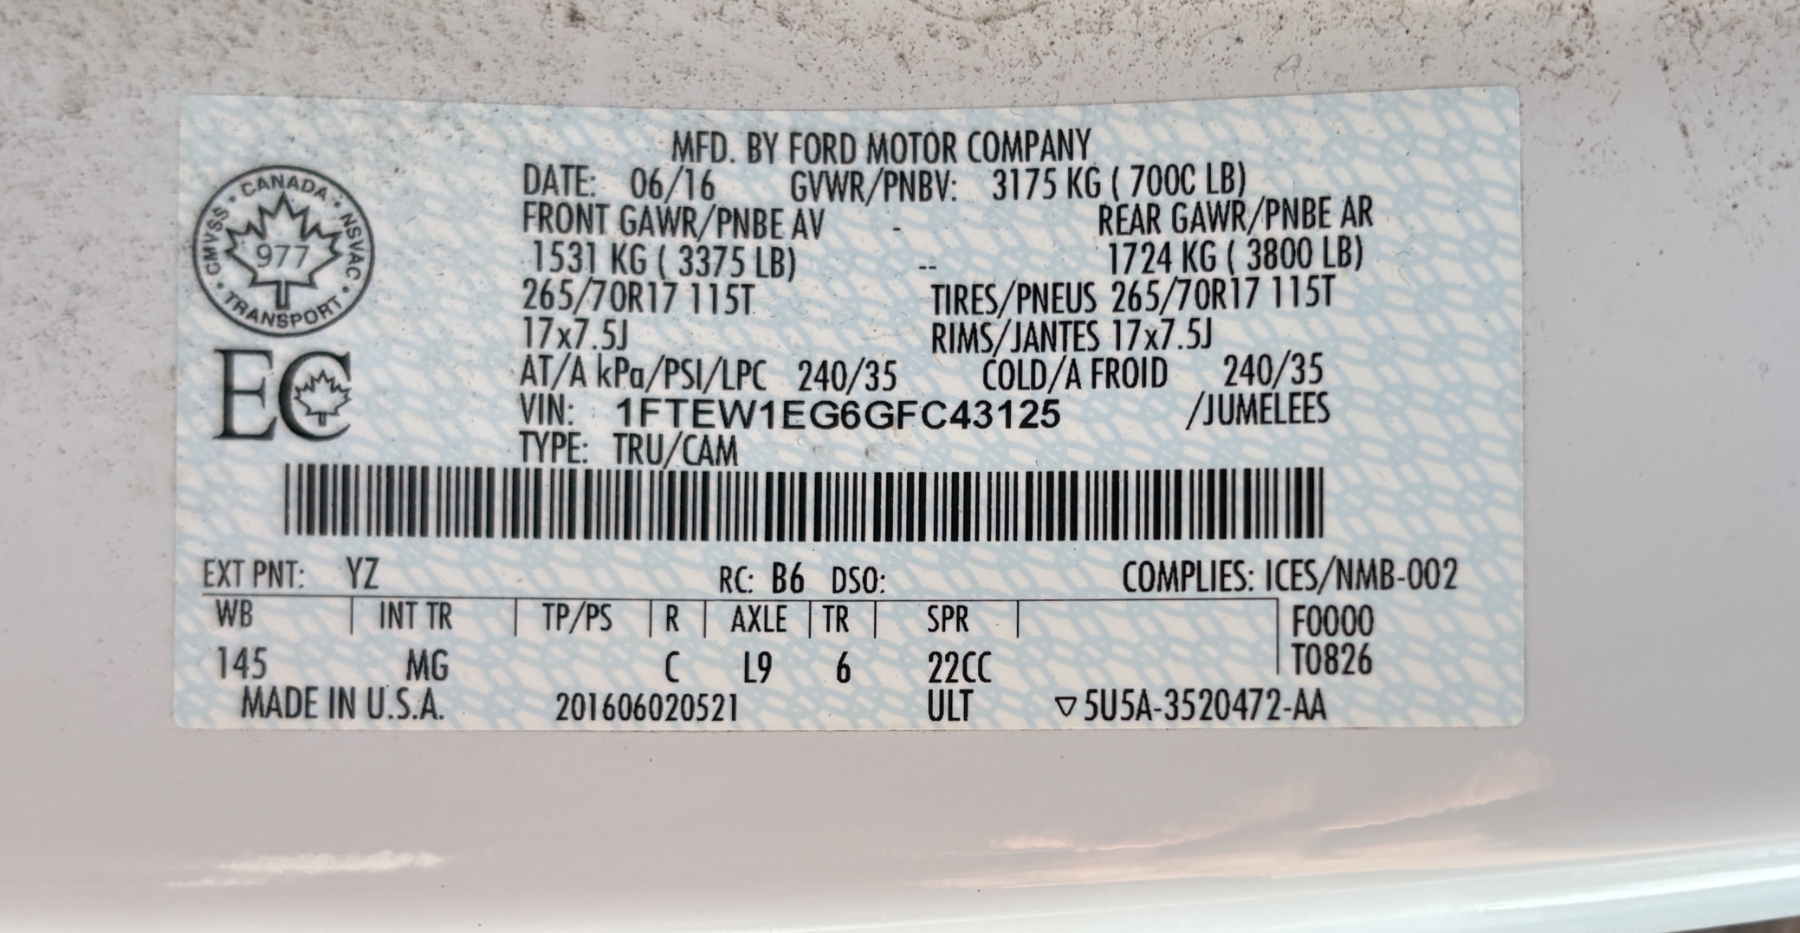 MFD. BY FORD MOTOR COMPANY
DATE: 06/16 GVWR/PNBV: 3175 KG ( 700C LB)
FRONT GAWR/PNBE AV - REAR GAWR/PNBE AR
1531 KG ( 3375 LB) -- 1724 KG ( 3800 LB)
265/70R17 115T TIRES/PNEUS 265/70R17 115T
17x7.5J RIMS/JANTES 17x7.5J
AT/A kPa/PSI/LPC 240/35 COLD/A FROID 240/35
VIN: 1FTEW1EG6GFC43125 /JUMELEES
TYPE: TRU/CAM
CANADA · NSVAC · TRANSPORT · CMVSS ·
977
EC
EXT PNT: YZ RC: B6 DSO: COMPLIES: ICES/NMB-002
WB | INT TR | TP/PS | R | AXLE | TR | SPR | F0000
145 MG C L9 6 22CC T0826
MADE IN U.S.A. 201606020521 ULT ▽5U5A-3520472-AA